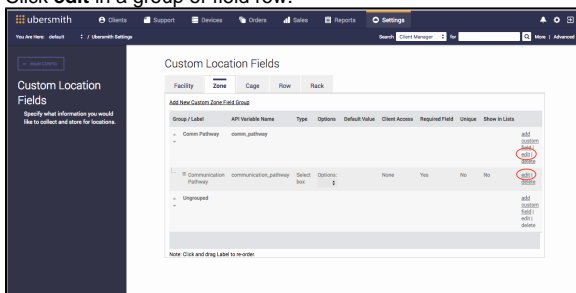 Click edit in a group or field row.
ubersmith Clients Support Devices Orders Sales Reports Settings
You Are Here: default / Ubersmith Settings Search Client Manager for More | Advanced
Custom Location Fields
Custom Location
Fields
Specify what information you would
like to collect and store for locations.
Facility Zone Cage Row Rack
Add New Custom Zone Field Group
Group / Label API Variable Name Type Options Default Value Client Access Required Field Unique Show in Lists
Comm Pathway comm_pathway add
custom
field |
edit |
delete
Communication communication_pathway Select Options: None Yes No No edit |
Pathway box delete
Ungrouped add
custom
field |
edit |
delete
Note: Click and drag Label to re-order.